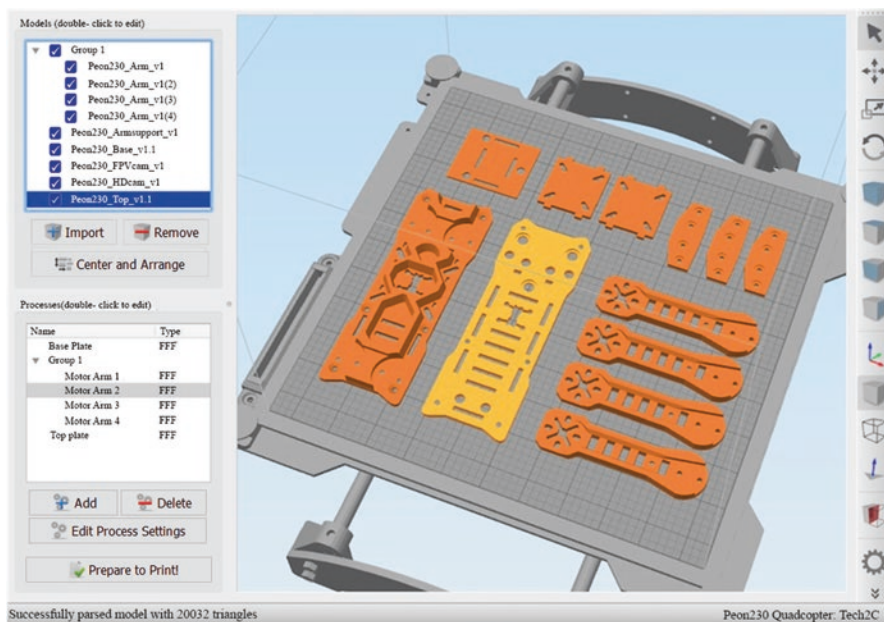 Models (double- click to edit)
Group 1
Peon230_Arm_v1
Peon230_Arm_v1(2)
Peon230_Arm_v1(3)
Peon230_Arm_v1(4)
Peon230_Armsupport_v1
Peon230_Base_v1.1
Peon230_FPVcam_v1
Peon230_HDcam_v1
Peon230_Top_v1.1
Import Remove
Center and Arrange
Processes(double- click to edit)
Name Type
Base Plate FFF
Group 1
Motor Arm 1 FFF
Motor Arm 2 FFF
Motor Arm 3 FFF
Motor Arm 4 FFF
Top plate FFF
Add Delete
Edit Process Settings
Prepare to Print!
Successfully parsed model with 20032 triangles Peon230 Quadcopter: Tech2C